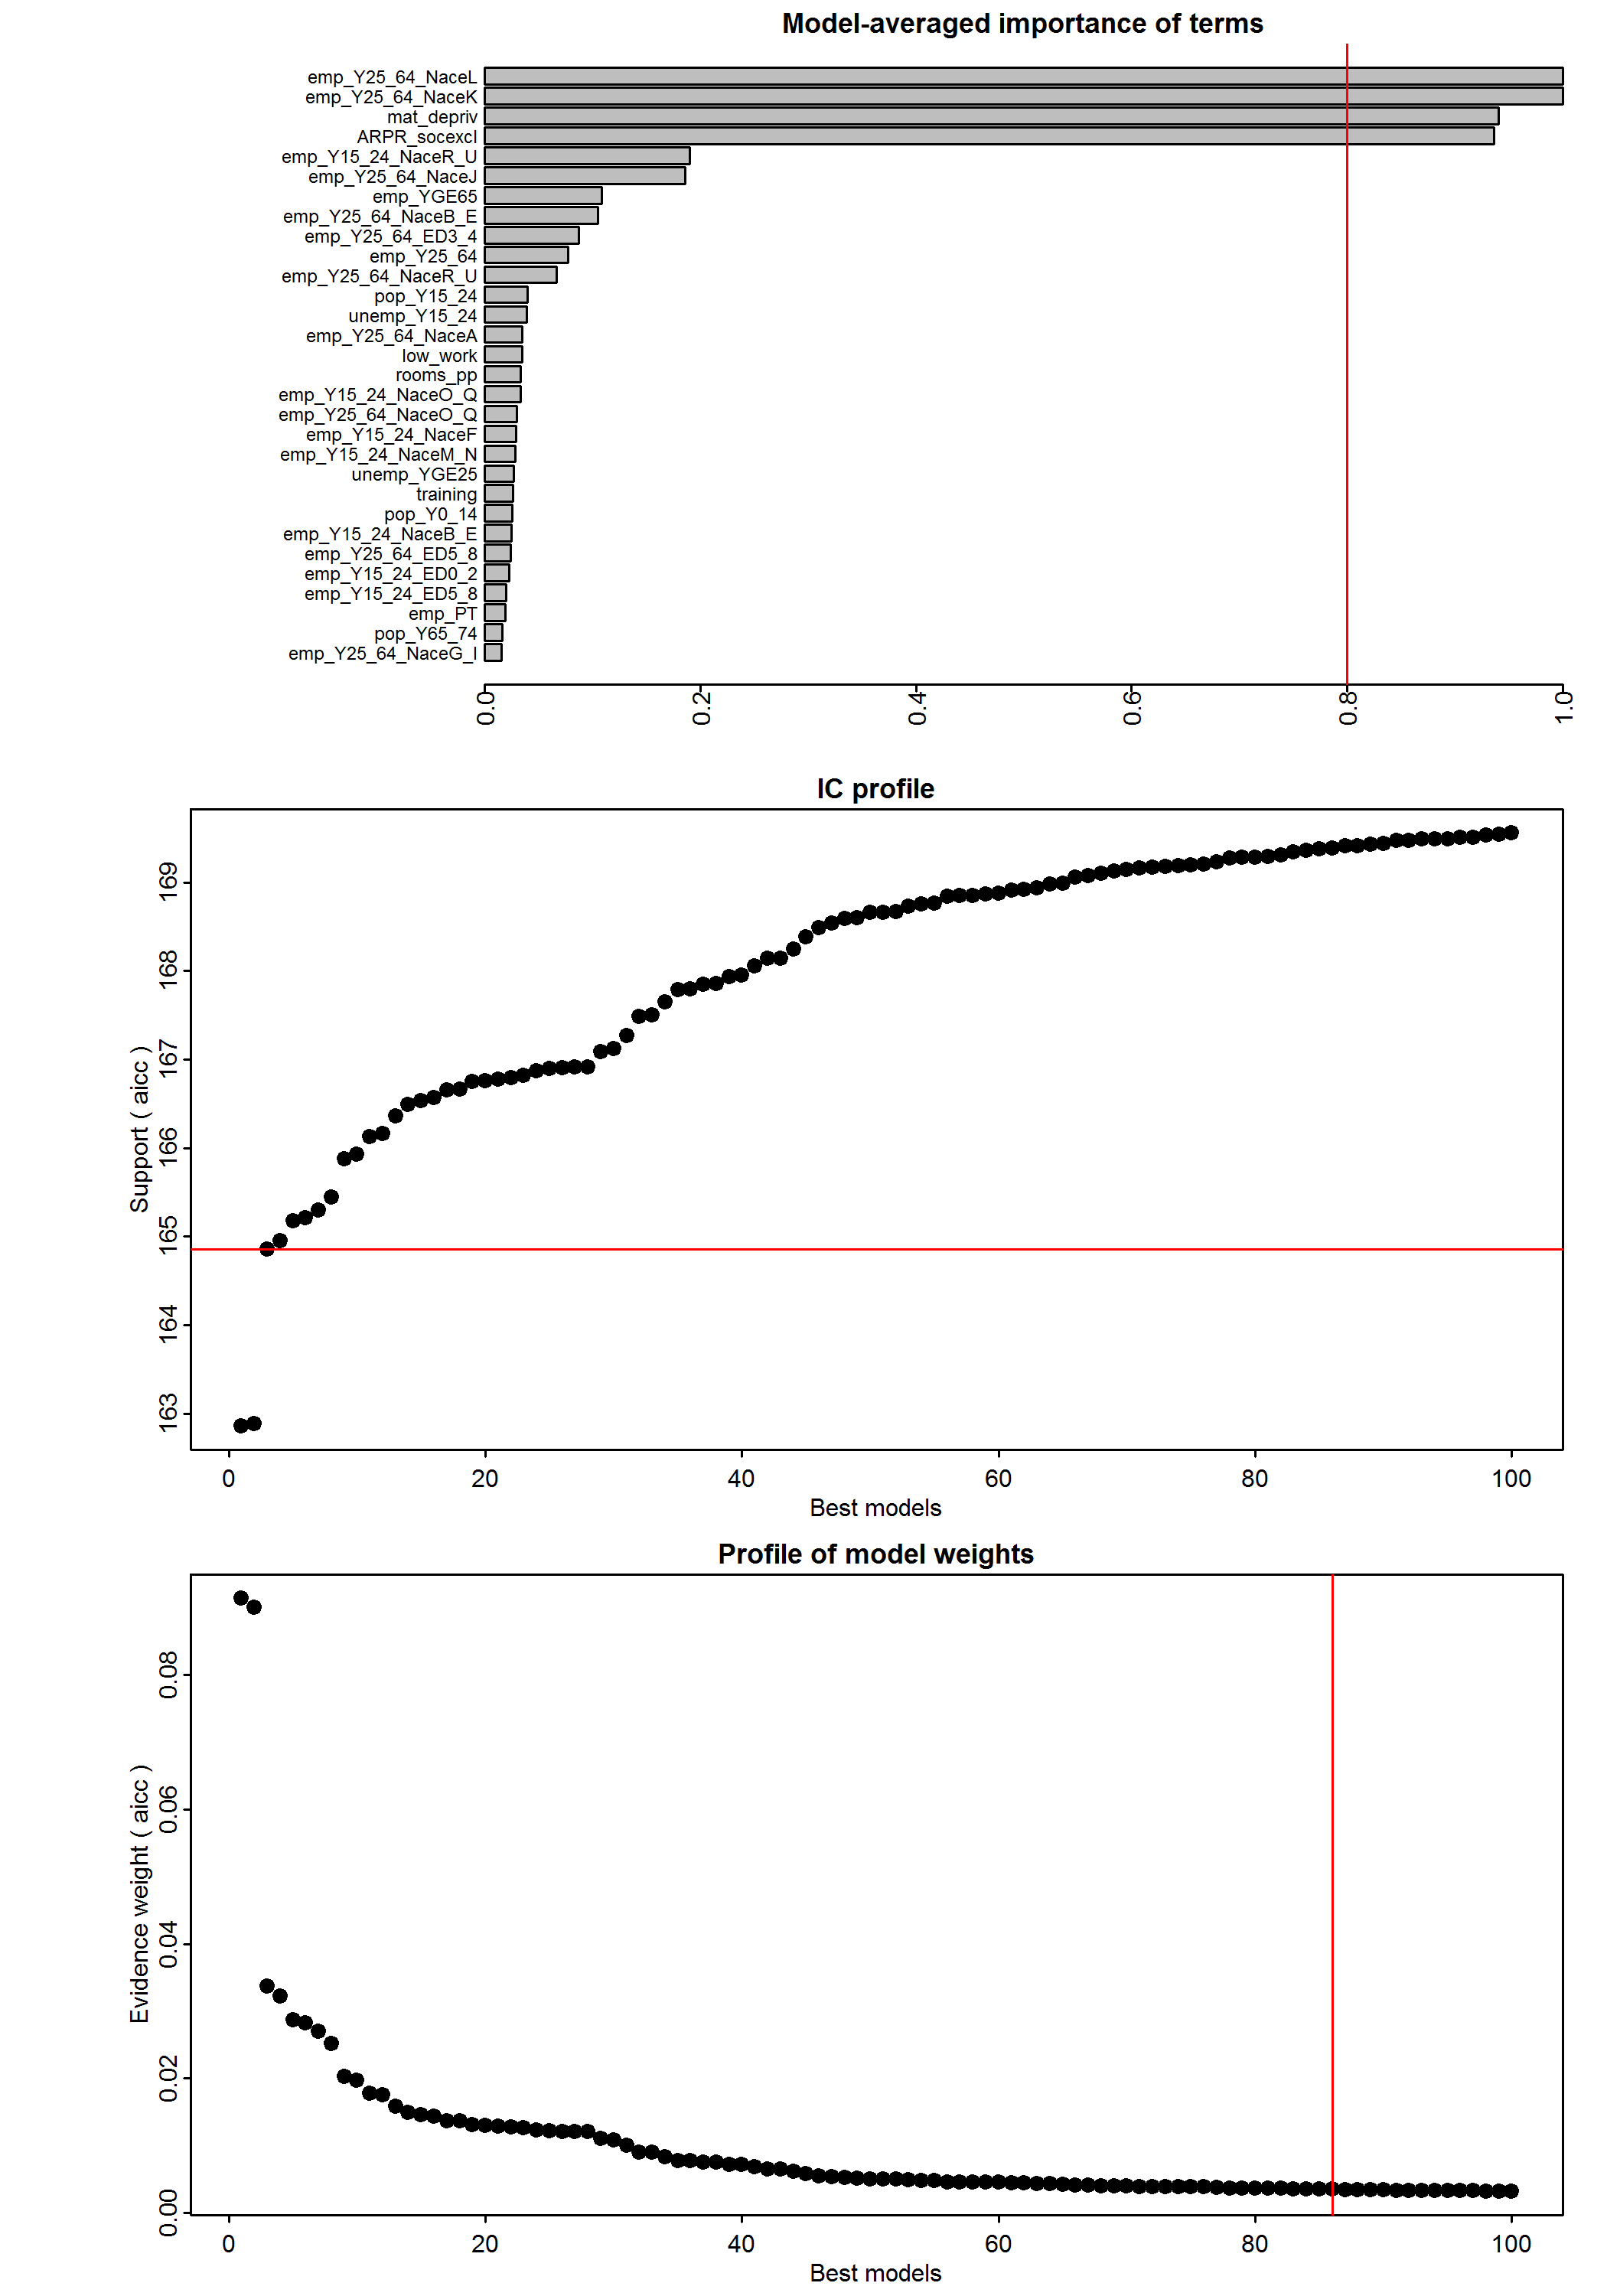 Model-averaged importance of terms
emp_Y25_64_NaceL
emp_Y25_64_NaceK
mat_depriv
ARPR_socexcl
emp_Y15_24_NaceR_U
emp_Y25_64_NaceJ
emp_YGE65
emp_Y25_64_NaceB_E
emp_Y25_64_ED3_4
emp_Y25_64
emp_Y25_64_NaceR_U
pop_Y15_24
unemp_Y15_24
emp_Y25_64_NaceA
low_work
rooms_pp
emp_Y15_24_NaceO_Q
emp_Y25_64_NaceO_Q
emp_Y15_24_NaceF
emp_Y15_24_NaceM_N
unemp_YGE25
training
pop_Y0_14
emp_Y15_24_NaceB_E
emp_Y25_64_ED5_8
emp_Y15_24_ED0_2
emp_Y15_24_ED5_8
emp_PT
pop_Y65_74
emp_Y25_64_NaceG_I
0.0 0.2 0.4 0.6 0.8 1.0
IC profile
Support ( aicc )
169
168
167
166
165
164
163
0 20 40 60 80 100
Best models
Profile of model weights
Evidence weight ( aicc )
0.08
0.06
0.04
0.02
0.00
0 20 40 60 80 100
Best models